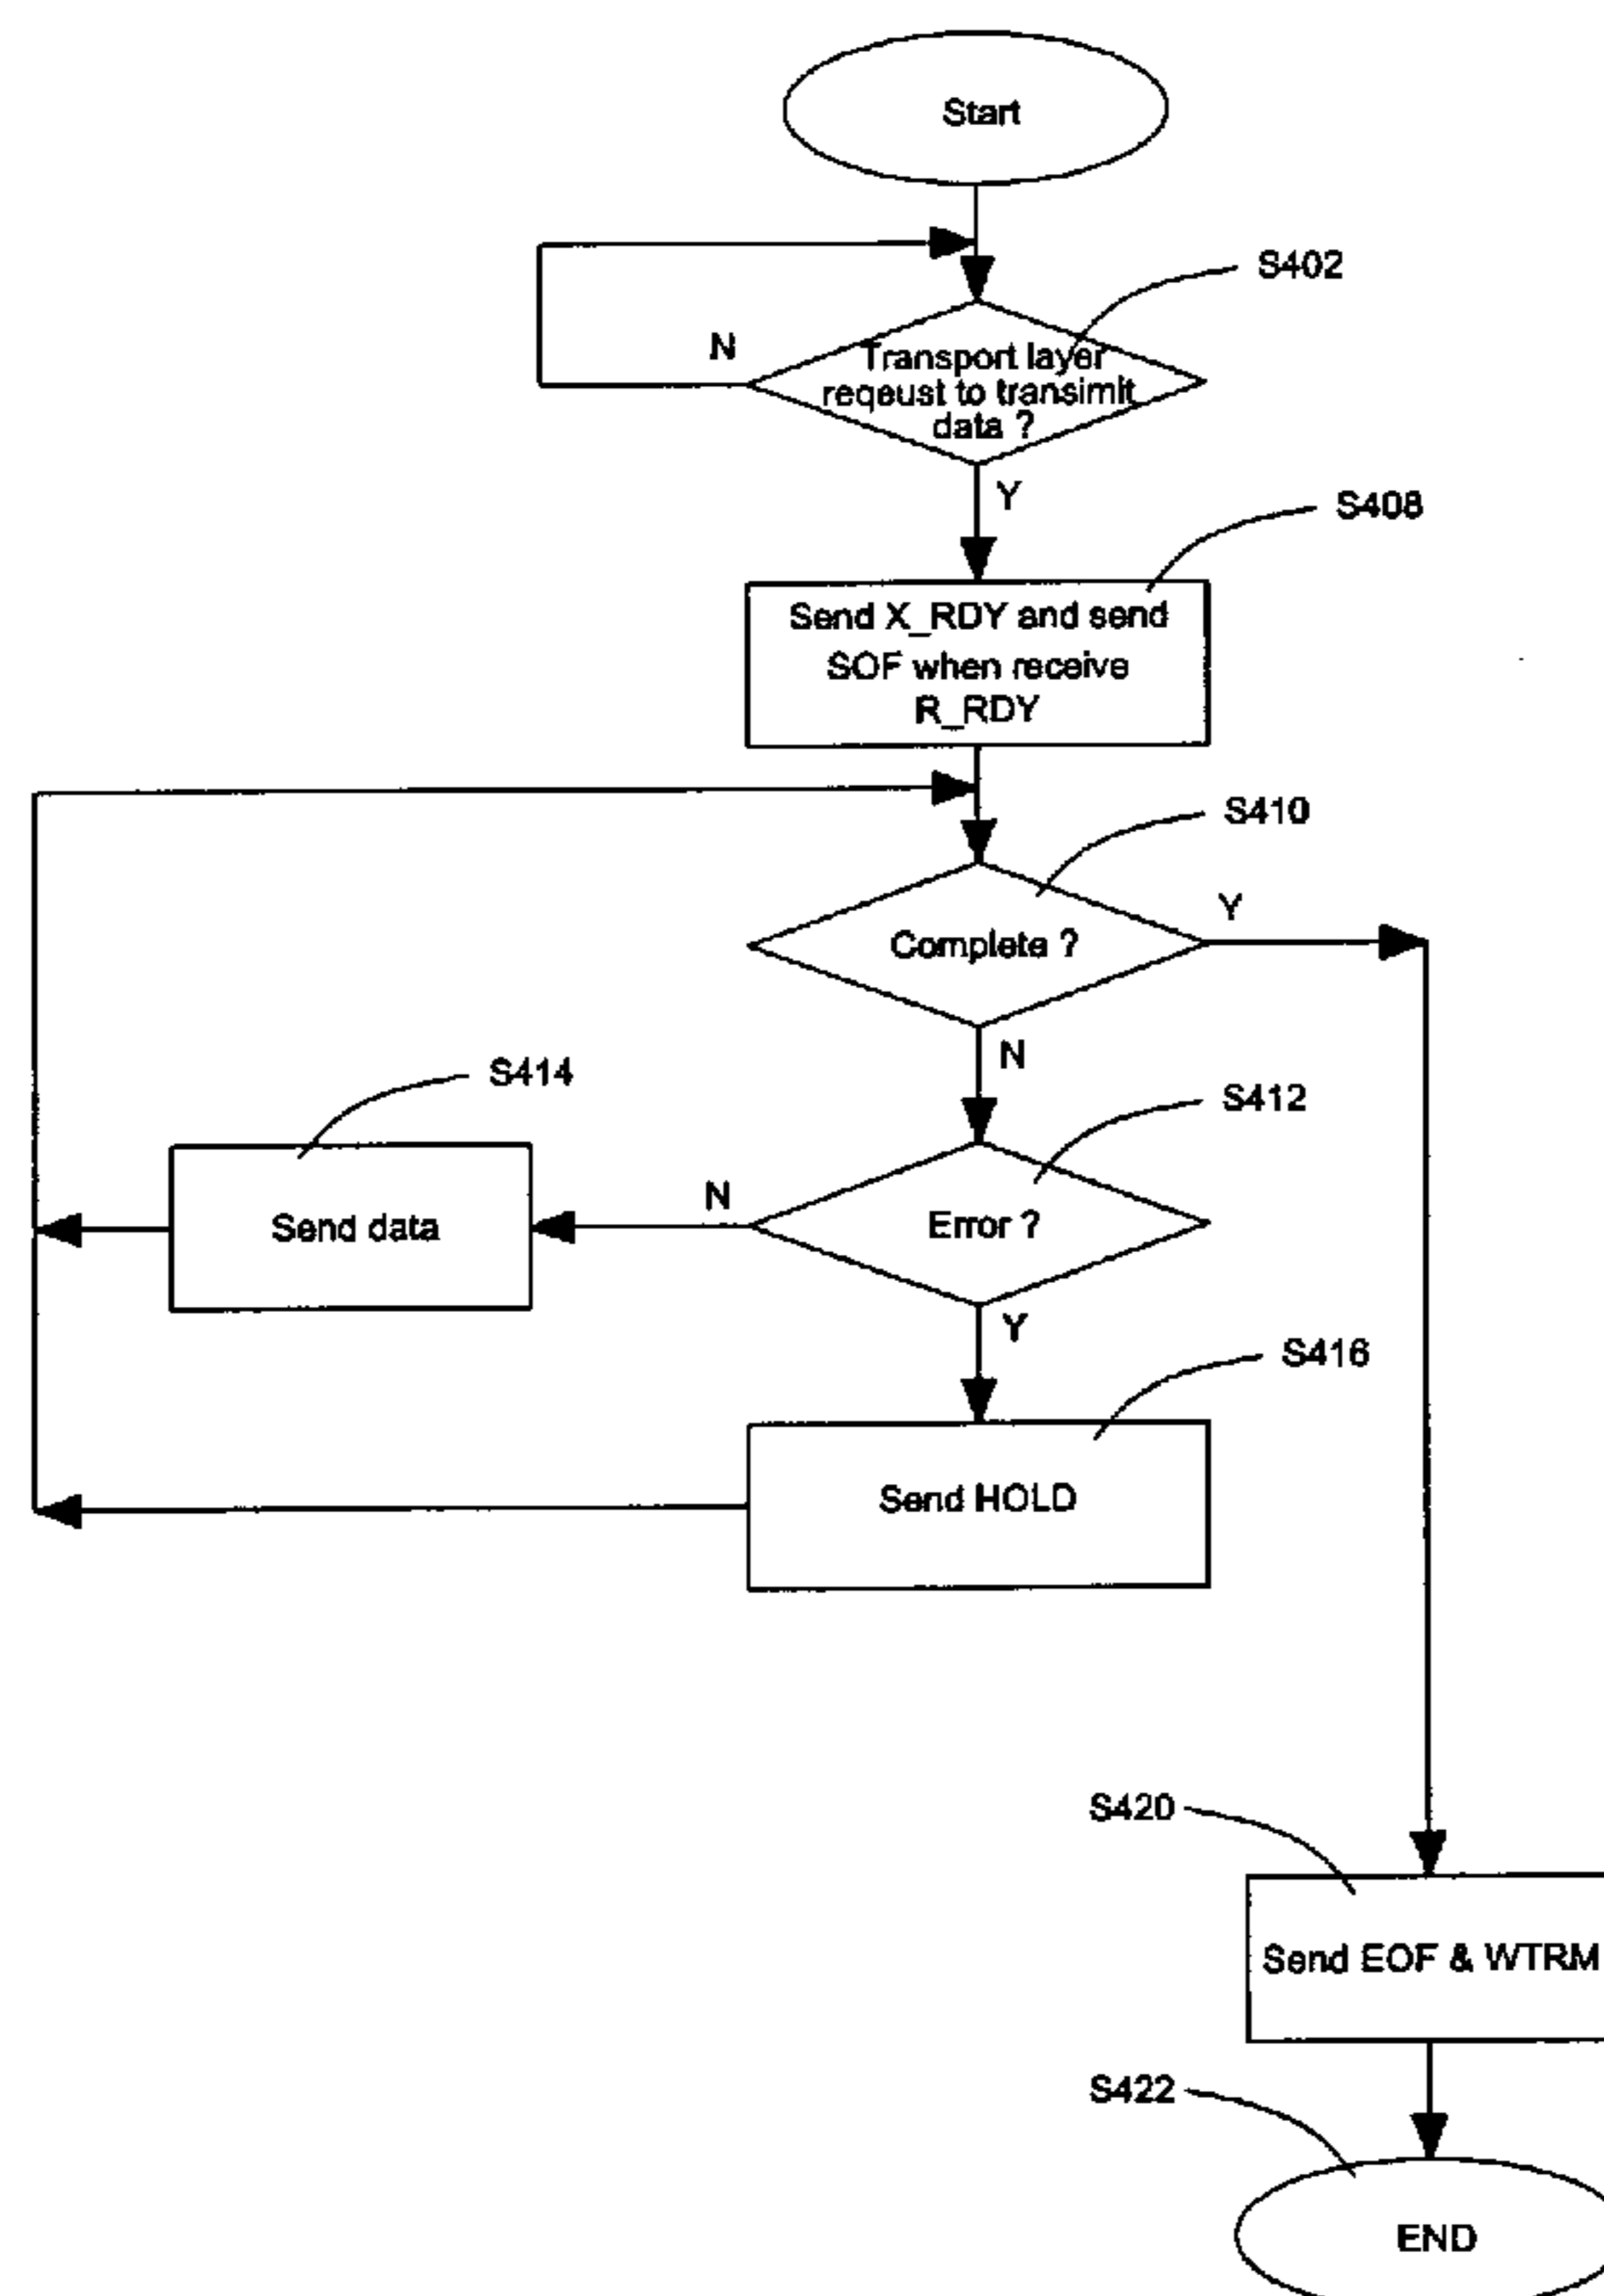 Start
S402
N
Transport layer
reqeust to transimit
data ?
Y
S408
Send X_RDY and send
SOF when receive
R_RDY
S410
Y
Complete ?
N
S414
S412
N
Send data
Error ?
Y
S416
Send HOLD
S420
Send EOF & WTRM
S422
END